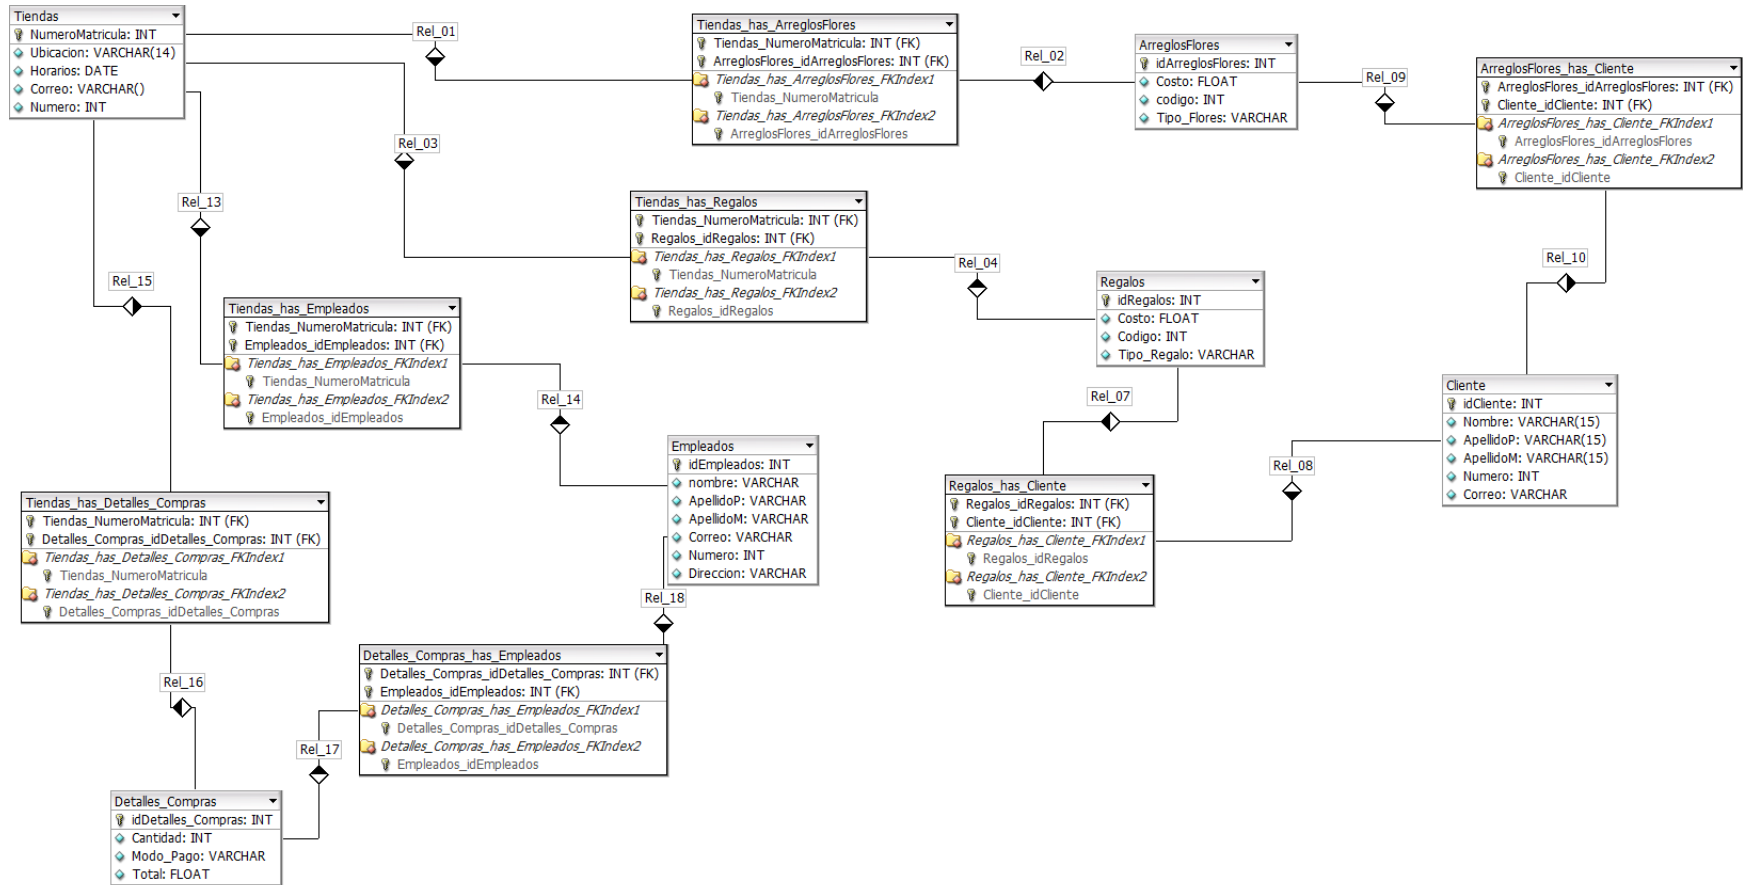 Tiendas
NumeroMatricula: INT
Ubicacion: VARCHAR(14)
Horarios: DATE
Correo: VARCHAR()
Numero: INT
Rel_01
Tiendas_has_ArreglosFlores
Tiendas_NumeroMatricula: INT (FK)
ArreglosFlores_idArreglosFlores: INT (FK)
Tiendas_has_ArreglosFlores_FKIndex1
Tiendas_NumeroMatricula
Tiendas_has_ArreglosFlores_FKIndex2
ArreglosFlores_idArreglosFlores
Rel_02
ArreglosFlores
idArreglosFlores: INT
Costo: FLOAT
codigo: INT
Tipo_Flores: VARCHAR
Rel_09
ArreglosFlores_has_Cliente
ArreglosFlores_idArreglosFlores: INT (FK)
Cliente_idCliente: INT (FK)
ArreglosFlores_has_Cliente_FKIndex1
ArreglosFlores_idArreglosFlores
ArreglosFlores_has_Cliente_FKIndex2
Cliente_idCliente
Rel_03
Rel_13
Tiendas_has_Regalos
Tiendas_NumeroMatricula: INT (FK)
Regalos_idRegalos: INT (FK)
Tiendas_has_Regalos_FKIndex1
Tiendas_NumeroMatricula
Tiendas_has_Regalos_FKIndex2
Regalos_idRegalos
Rel_04
Rel_10
Rel_15
Regalos
idRegalos: INT
Costo: FLOAT
Codigo: INT
Tipo_Regalo: VARCHAR
Tiendas_has_Empleados
Tiendas_NumeroMatricula: INT (FK)
Empleados_idEmpleados: INT (FK)
Tiendas_has_Empleados_FKIndex1
Tiendas_NumeroMatricula
Tiendas_has_Empleados_FKIndex2
Empleados_idEmpleados
Rel_14
Rel_07
Cliente
idCliente: INT
Nombre: VARCHAR(15)
ApellidoP: VARCHAR(15)
ApellidoM: VARCHAR(15)
Numero: INT
Correo: VARCHAR
Empleados
idEmpleados: INT
nombre: VARCHAR
ApellidoP: VARCHAR
ApellidoM: VARCHAR
Correo: VARCHAR
Numero: INT
Direccion: VARCHAR
Rel_08
Regalos_has_Cliente
Regalos_idRegalos: INT (FK)
Cliente_idCliente: INT (FK)
Regalos_has_Cliente_FKIndex1
Regalos_idRegalos
Regalos_has_Cliente_FKIndex2
Cliente_idCliente
Tiendas_has_Detalles_Compras
Tiendas_NumeroMatricula: INT (FK)
Detalles_Compras_idDetalles_Compras: INT (FK)
Tiendas_has_Detalles_Compras_FKIndex1
Tiendas_NumeroMatricula
Tiendas_has_Detalles_Compras_FKIndex2
Detalles_Compras_idDetalles_Compras
Rel_18
Detalles_Compras_has_Empleados
Detalles_Compras_idDetalles_Compras: INT (FK)
Empleados_idEmpleados: INT (FK)
Detalles_Compras_has_Empleados_FKIndex1
Detalles_Compras_idDetalles_Compras
Detalles_Compras_has_Empleados_FKIndex2
Empleados_idEmpleados
Rel_16
Rel_17
Detalles_Compras
idDetalles_Compras: INT
Cantidad: INT
Modo_Pago: VARCHAR
Total: FLOAT